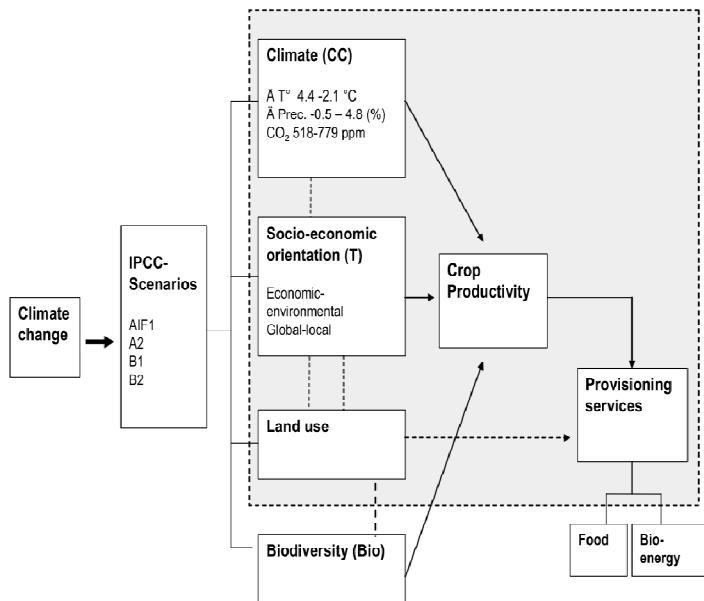 Climate
change
IPCC-
Scenarios
AIF1
A2
B1
B2
Climate (CC)
Ä T° 4.4 -2.1 °C
Ä Prec. -0.5 – 4.8 (%)
CO₂ 518-779 ppm
Socio-economic
orientation (T)
Economic-
environmental
Global-local
Land use
Biodiversity (Bio)
Crop
Productivity
Provisioning
services
Food
Bio-
energy